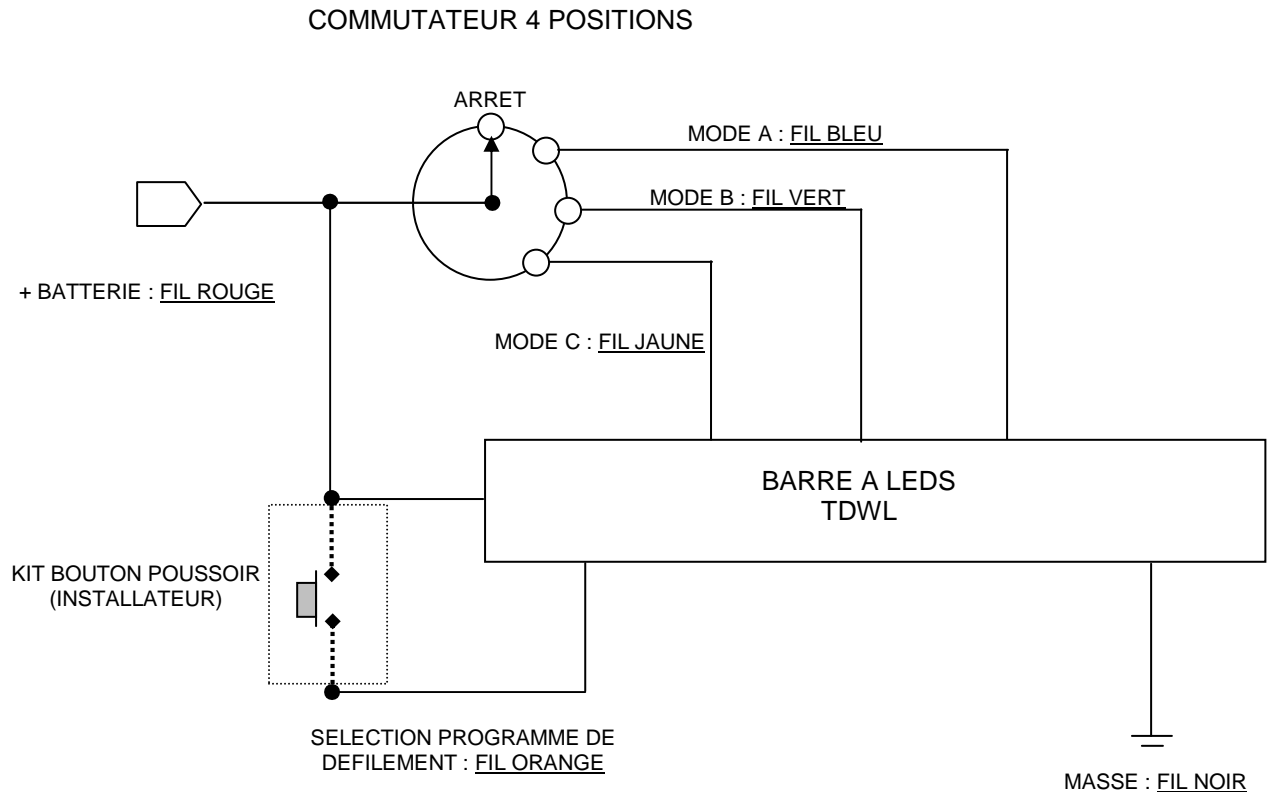 COMMUTATEUR 4 POSITIONS
ARRET
MODE A : FIL BLEU
MODE B : FIL VERT
+ BATTERIE : FIL ROUGE
MODE C : FIL JAUNE
BARRE A LEDS
TDWL
KIT BOUTON POUSSOIR
(INSTALLATEUR)
SELECTION PROGRAMME DE
DEFILEMENT : FIL ORANGE
MASSE : FIL NOIR